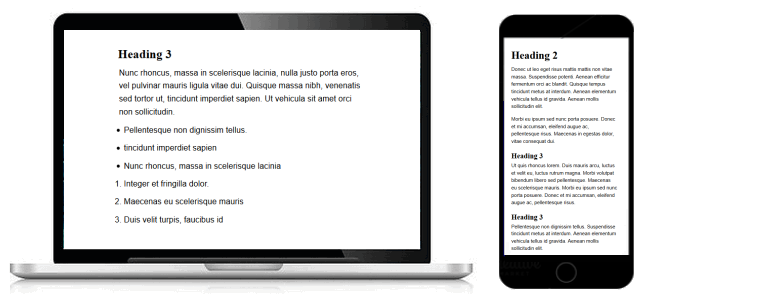 Heading 3
Nunc rhoncus, massa in scelerisque lacinia, nulla justo porta eros,
vel pulvinar mauris ligula vitae dui. Quisque massa nibh, venenatis
sed tortor ut, tincidunt imperdiet sapien. Ut vehicula sit amet orci
non sollicitudin.
• Pellentesque non dignissim tellus.
• tincidunt imperdiet sapien
• Nunc rhoncus, massa in scelerisque lacinia
1. Integer et fringilla dolor.
2. Maecenas eu scelerisque mauris
3. Duis velit turpis, faucibus id
Heading 2
Donec ut leo eget risus mattis mattis non vitae
massa. Suspendisse potenti. Aenean efficitur
fermentum orci ac blandit. Quisque tempus
tincidunt metus at interdum. Aenean elementum
vehicula tellus id gravida. Aenean mollis
sollicitudin elit.
Morbi eu ipsum sed nunc porta posuere. Donec
et mi accumsan, eleifend augue ac,
pellentesque risus. Maecenas in egestas dolor,
vitae consequat dui.
Heading 3
Ut quis rhoncus lorem. Duis mauris arcu, luctus
et velit eu, luctus rutrum magna. Morbi volutpat
bibendum libero sed pellentesque. Maecenas
eu scelerisque mauris. Morbi eu ipsum sed nunc
porta posuere. Donec et mi accumsan, eleifend
augue ac, pellentesque risus.
Heading 3
Pellentesque non dignissim tellus. Suspendisse
tincidunt metus at interdum. Aenean elementum
vehicula tellus id gravida. Aenean mollis
sollicitudin elit.